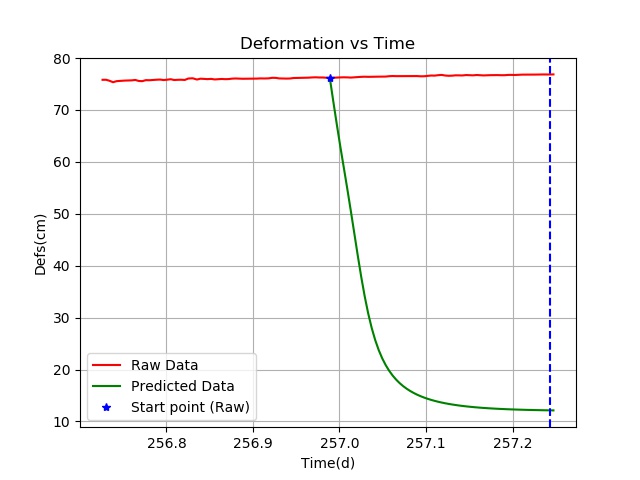 Deformation vs Time
80
70
60
50
40
30
20
10
Defs(cm)
Raw Data
Predicted Data
Start point (Raw)
256.8
256.9
257.0
257.1
257.2
Time(d)